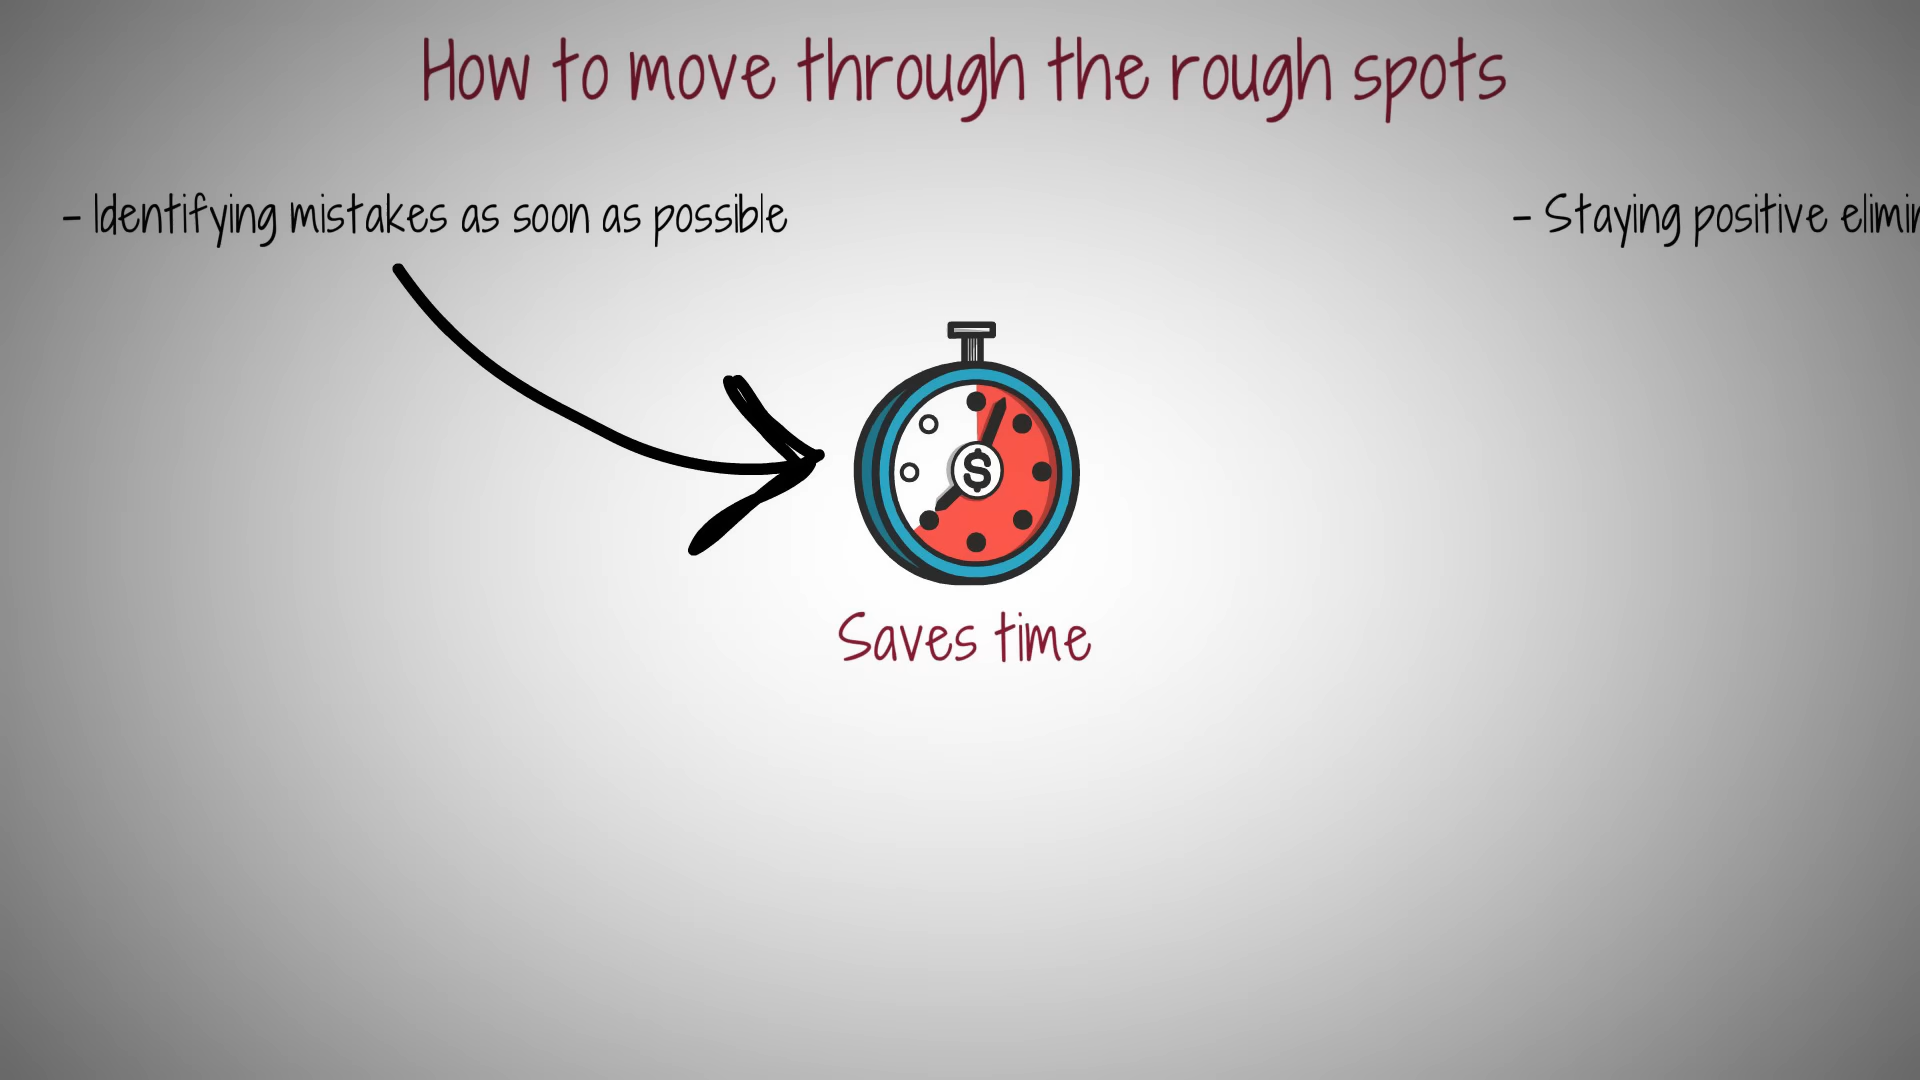 How to move through the rough spots
- Identifying mistakes as soon as possible
- Staying positive
$
Saves time